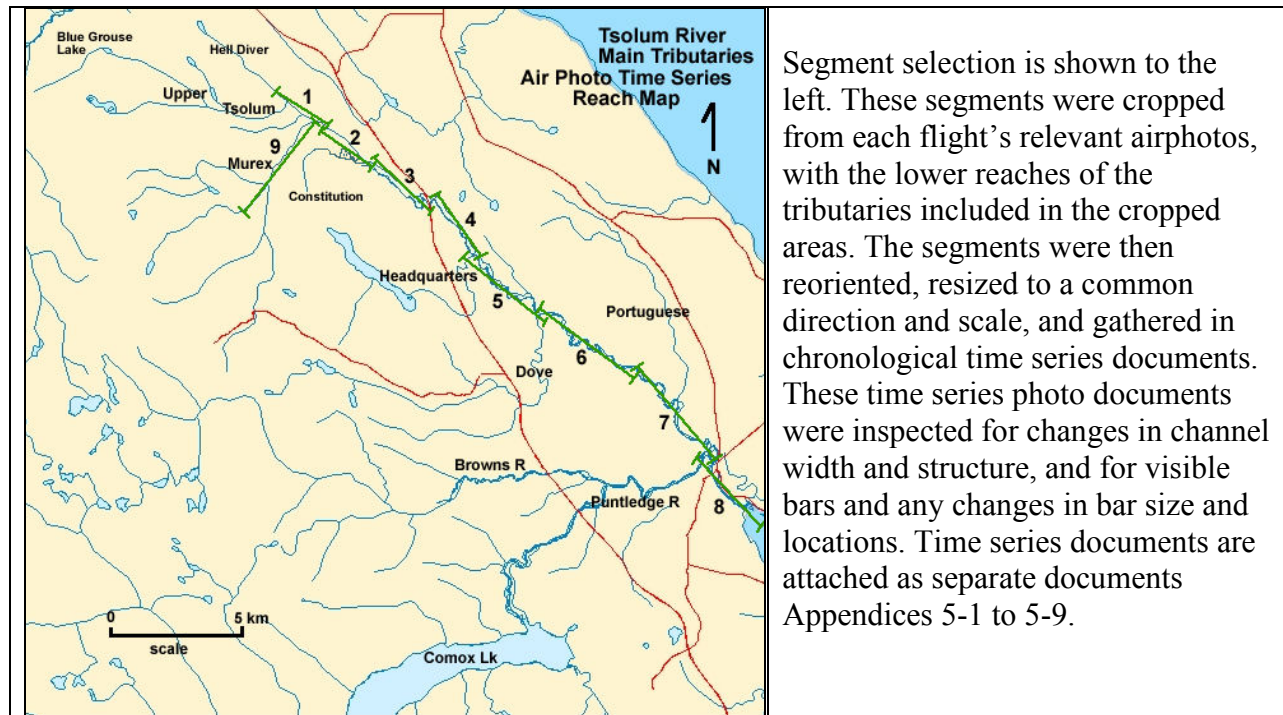 Tsolum River
Main Tributaries
Air Photo Time Series
Reach Map
N
Blue Grouse
Lake
Hell Diver
Upper
Tsolum
1
2
9
Murex
3
Constitution
4
Headquarters
5
Portuguese
6
Dove
7
Browns R
Puntledge R
8
0
5 km
scale
Comox Lk
Segment selection is shown to the
left. These segments were cropped
from each flight’s relevant airphotos,
with the lower reaches of the
tributaries included in the cropped
areas. The segments were then
reoriented, resized to a common
direction and scale, and gathered in
chronological time series documents.
These time series photo documents
were inspected for changes in channel
width and structure, and for visible
bars and any changes in bar size and
locations. Time series documents are
attached as separate documents
Appendices 5-1 to 5-9.